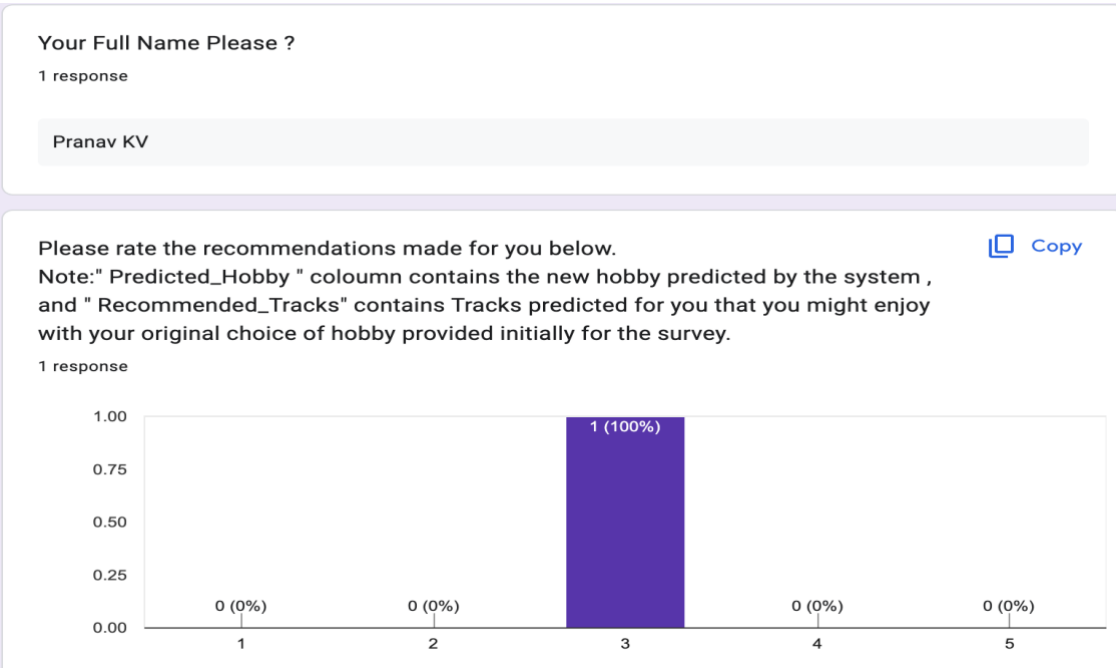 Your Full Name Please ?
1 response
Pranav KV
Please rate the recommendations made for you below.
Copy
Note:" Predicted_Hobby " coloumn contains the new hobby predicted by the system ,
and " Recommended_Tracks" contains Tracks predicted for you that you might enjoy
with your original choice of hobby provided initially for the survey.
1 response
1.00
0.75
0.50
0.25
0.00
0 (0%)
0 (0%)
1 (100%)
0 (0%)
0 (0%)
1
2
3
4
5